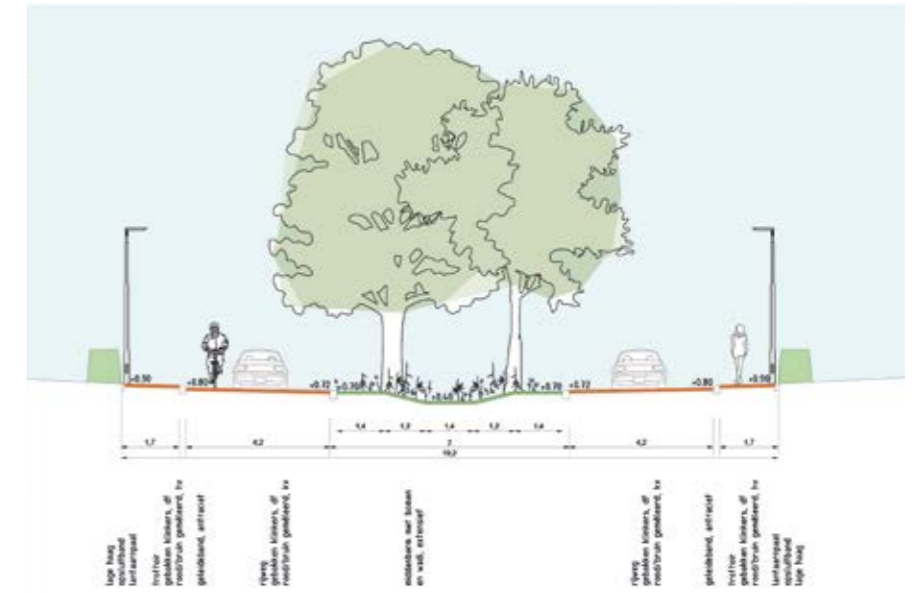 +0.90
+0.80
+0.72
+0.70
+0.40
+0.70
+0.72
+0.80
+0.90
1,4
1,3
1,4
1,3
1,4
1,7
4,2
7
4,2
1,7
lage haag
opsluitband
lantaarnpaal
trottoir
gebakken klinkers, df
rood/bruin gemêleerd, kv
geleideband, antraciet
rijweg
gebakken klinkers, df
rood/bruin gemêleerd, kv
middenberm met bomen
en wadi, extensief
rijweg
gebakken klinkers, df
rood/bruin gemêleerd, kv
geleideband, antraciet
trottoir
gebakken klinkers, df
rood/bruin gemêleerd, kv
lantaarnpaal
opsluitband
lage haag